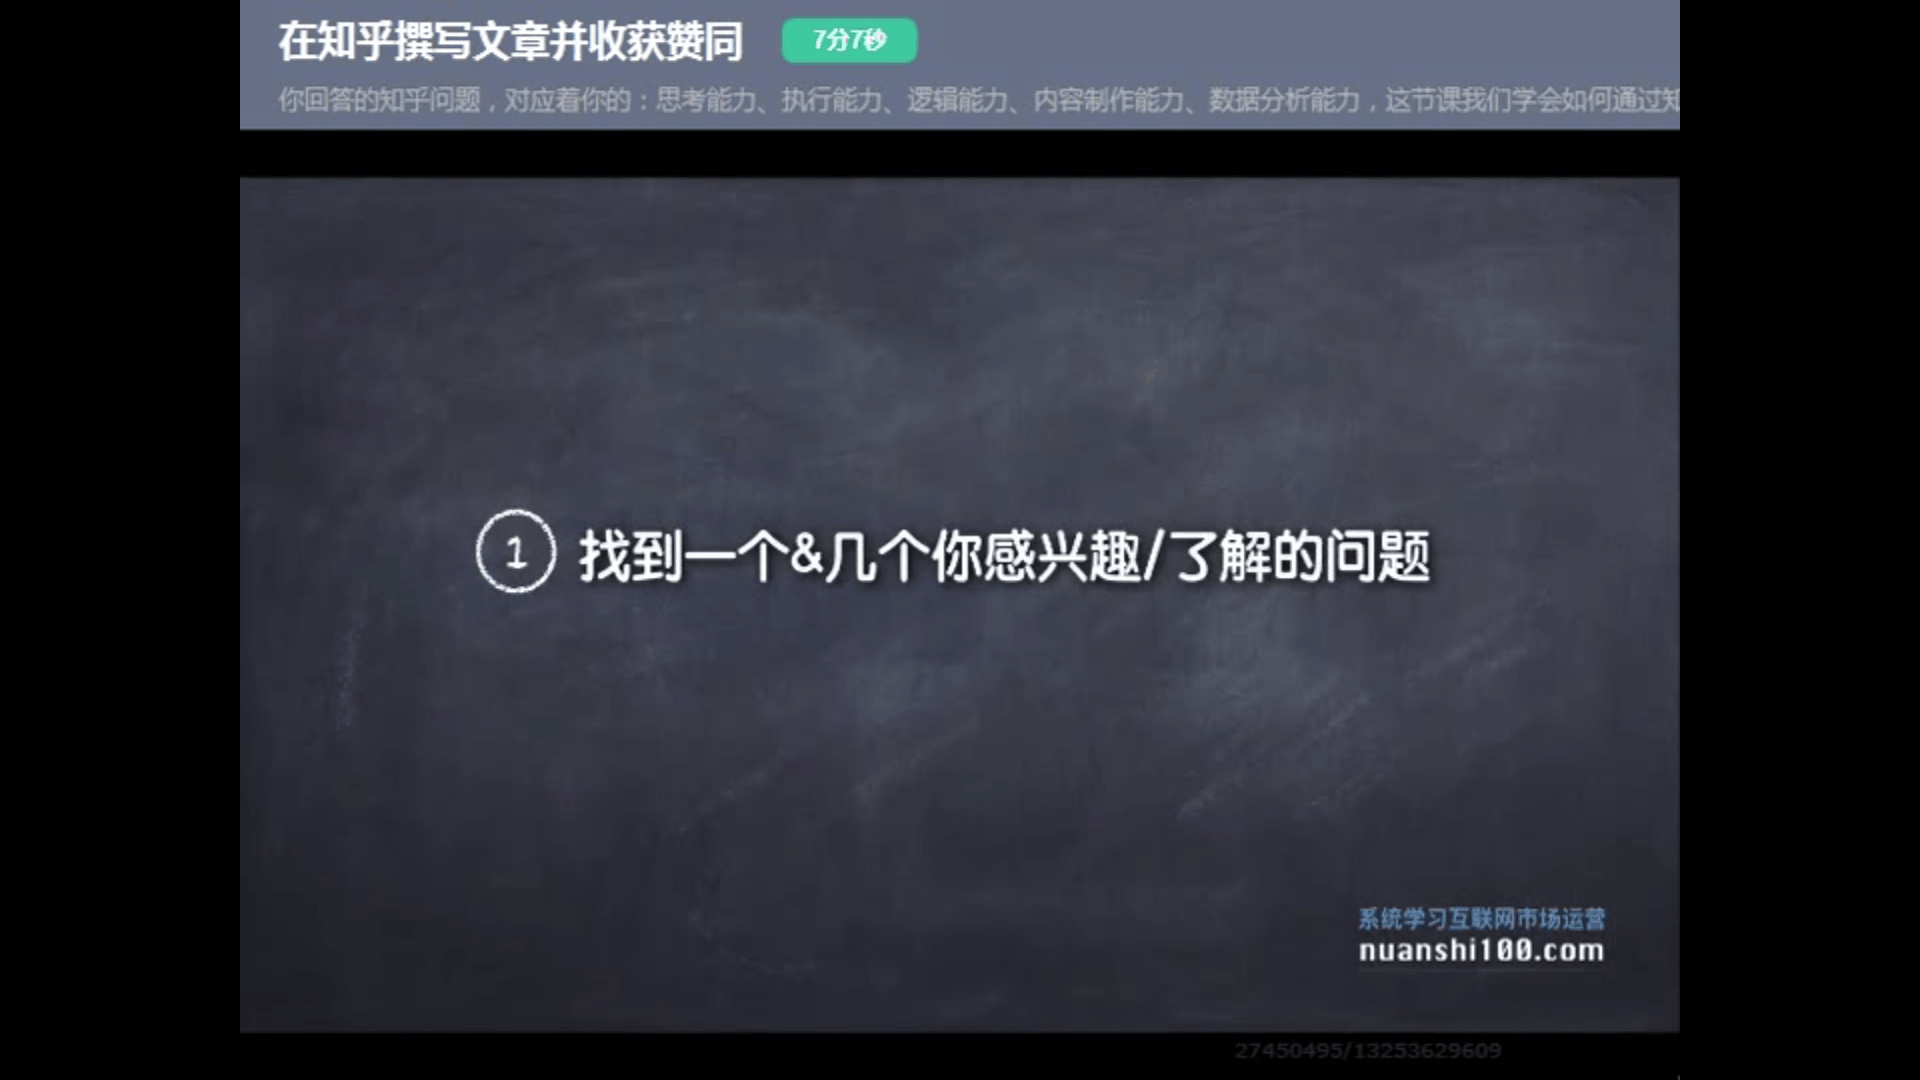 在知乎撰写文章并收获赞同 7分7秒
你回答的知乎问题，对应着你的：思考能力、执行能力、逻辑能力、内容制作能力、数据分析能力，这节课我们学会如何通过知
1 找到一个&几个你感兴趣/了解的问题
系统学习互联网市场运营
nuanshi100.com
27450495/13253629609